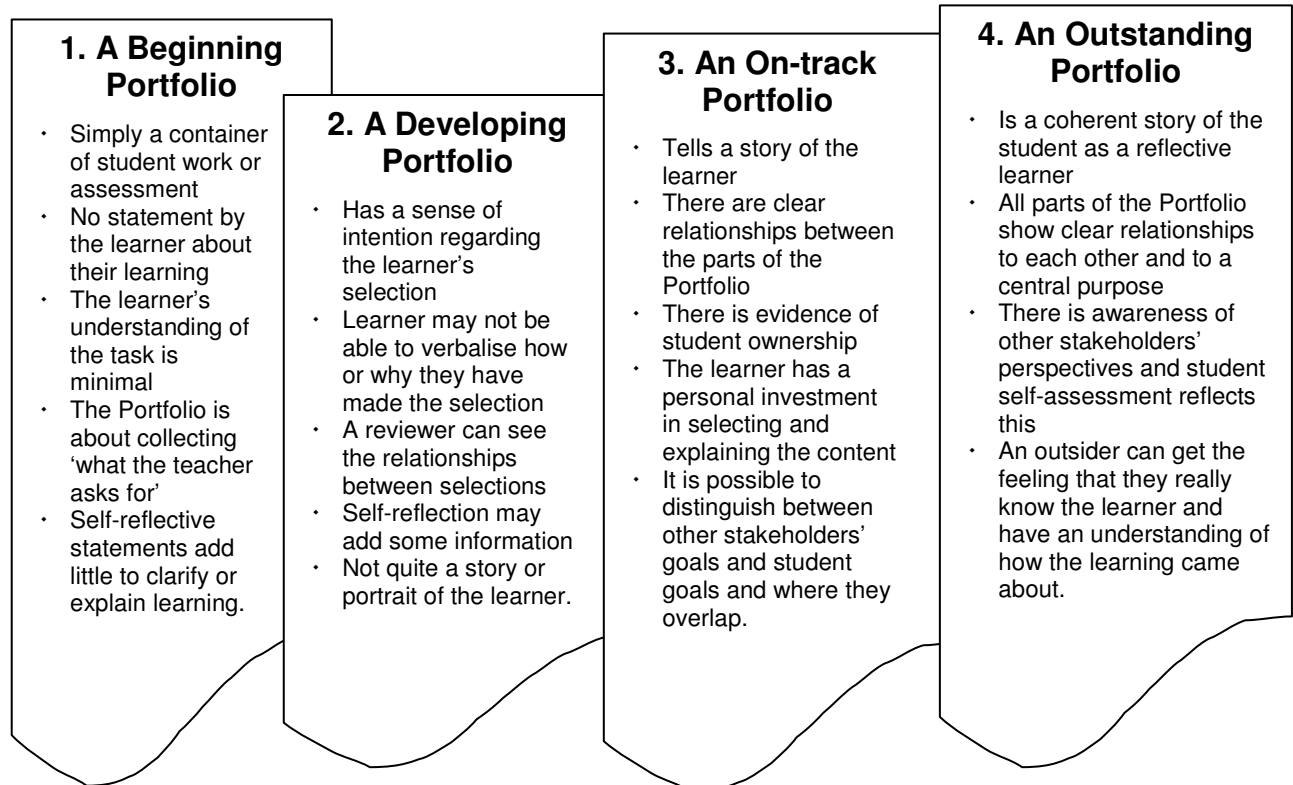 1. A Beginning
Portfolio
· Simply a container
of student work or
assessment
· No statement by
the learner about
their learning
· The learner's
understanding of
the task is
minimal
· The Portfolio is
about collecting
‘what the teacher
asks for’
· Self-reflective
statements add
little to clarify or
explain learning.
2. A Developing
Portfolio
· Has a sense of
intention regarding
the learner's
selection
· Learner may not be
able to verbalise how
or why they have
made the selection
· A reviewer can see
the relationships
between selections
· Self-reflection may
add some information
· Not quite a story or
portrait of the learner.
3. An On-track
Portfolio
· Tells a story of the
learner
· There are clear
relationships between
the parts of the
Portfolio
· There is evidence of
student ownership
· The learner has a
personal investment
in selecting and
explaining the content
· It is possible to
distinguish between
other stakeholders’
goals and student
goals and where they
overlap.
4. An Outstanding
Portfolio
· Is a coherent story of the
student as a reflective
learner
· All parts of the Portfolio
show clear relationships
to each other and to a
central purpose
· There is awareness of
other stakeholders’
perspectives and student
self-assessment reflects
this
· An outsider can get the
feeling that they really
know the learner and
have an understanding of
how the learning came
about.